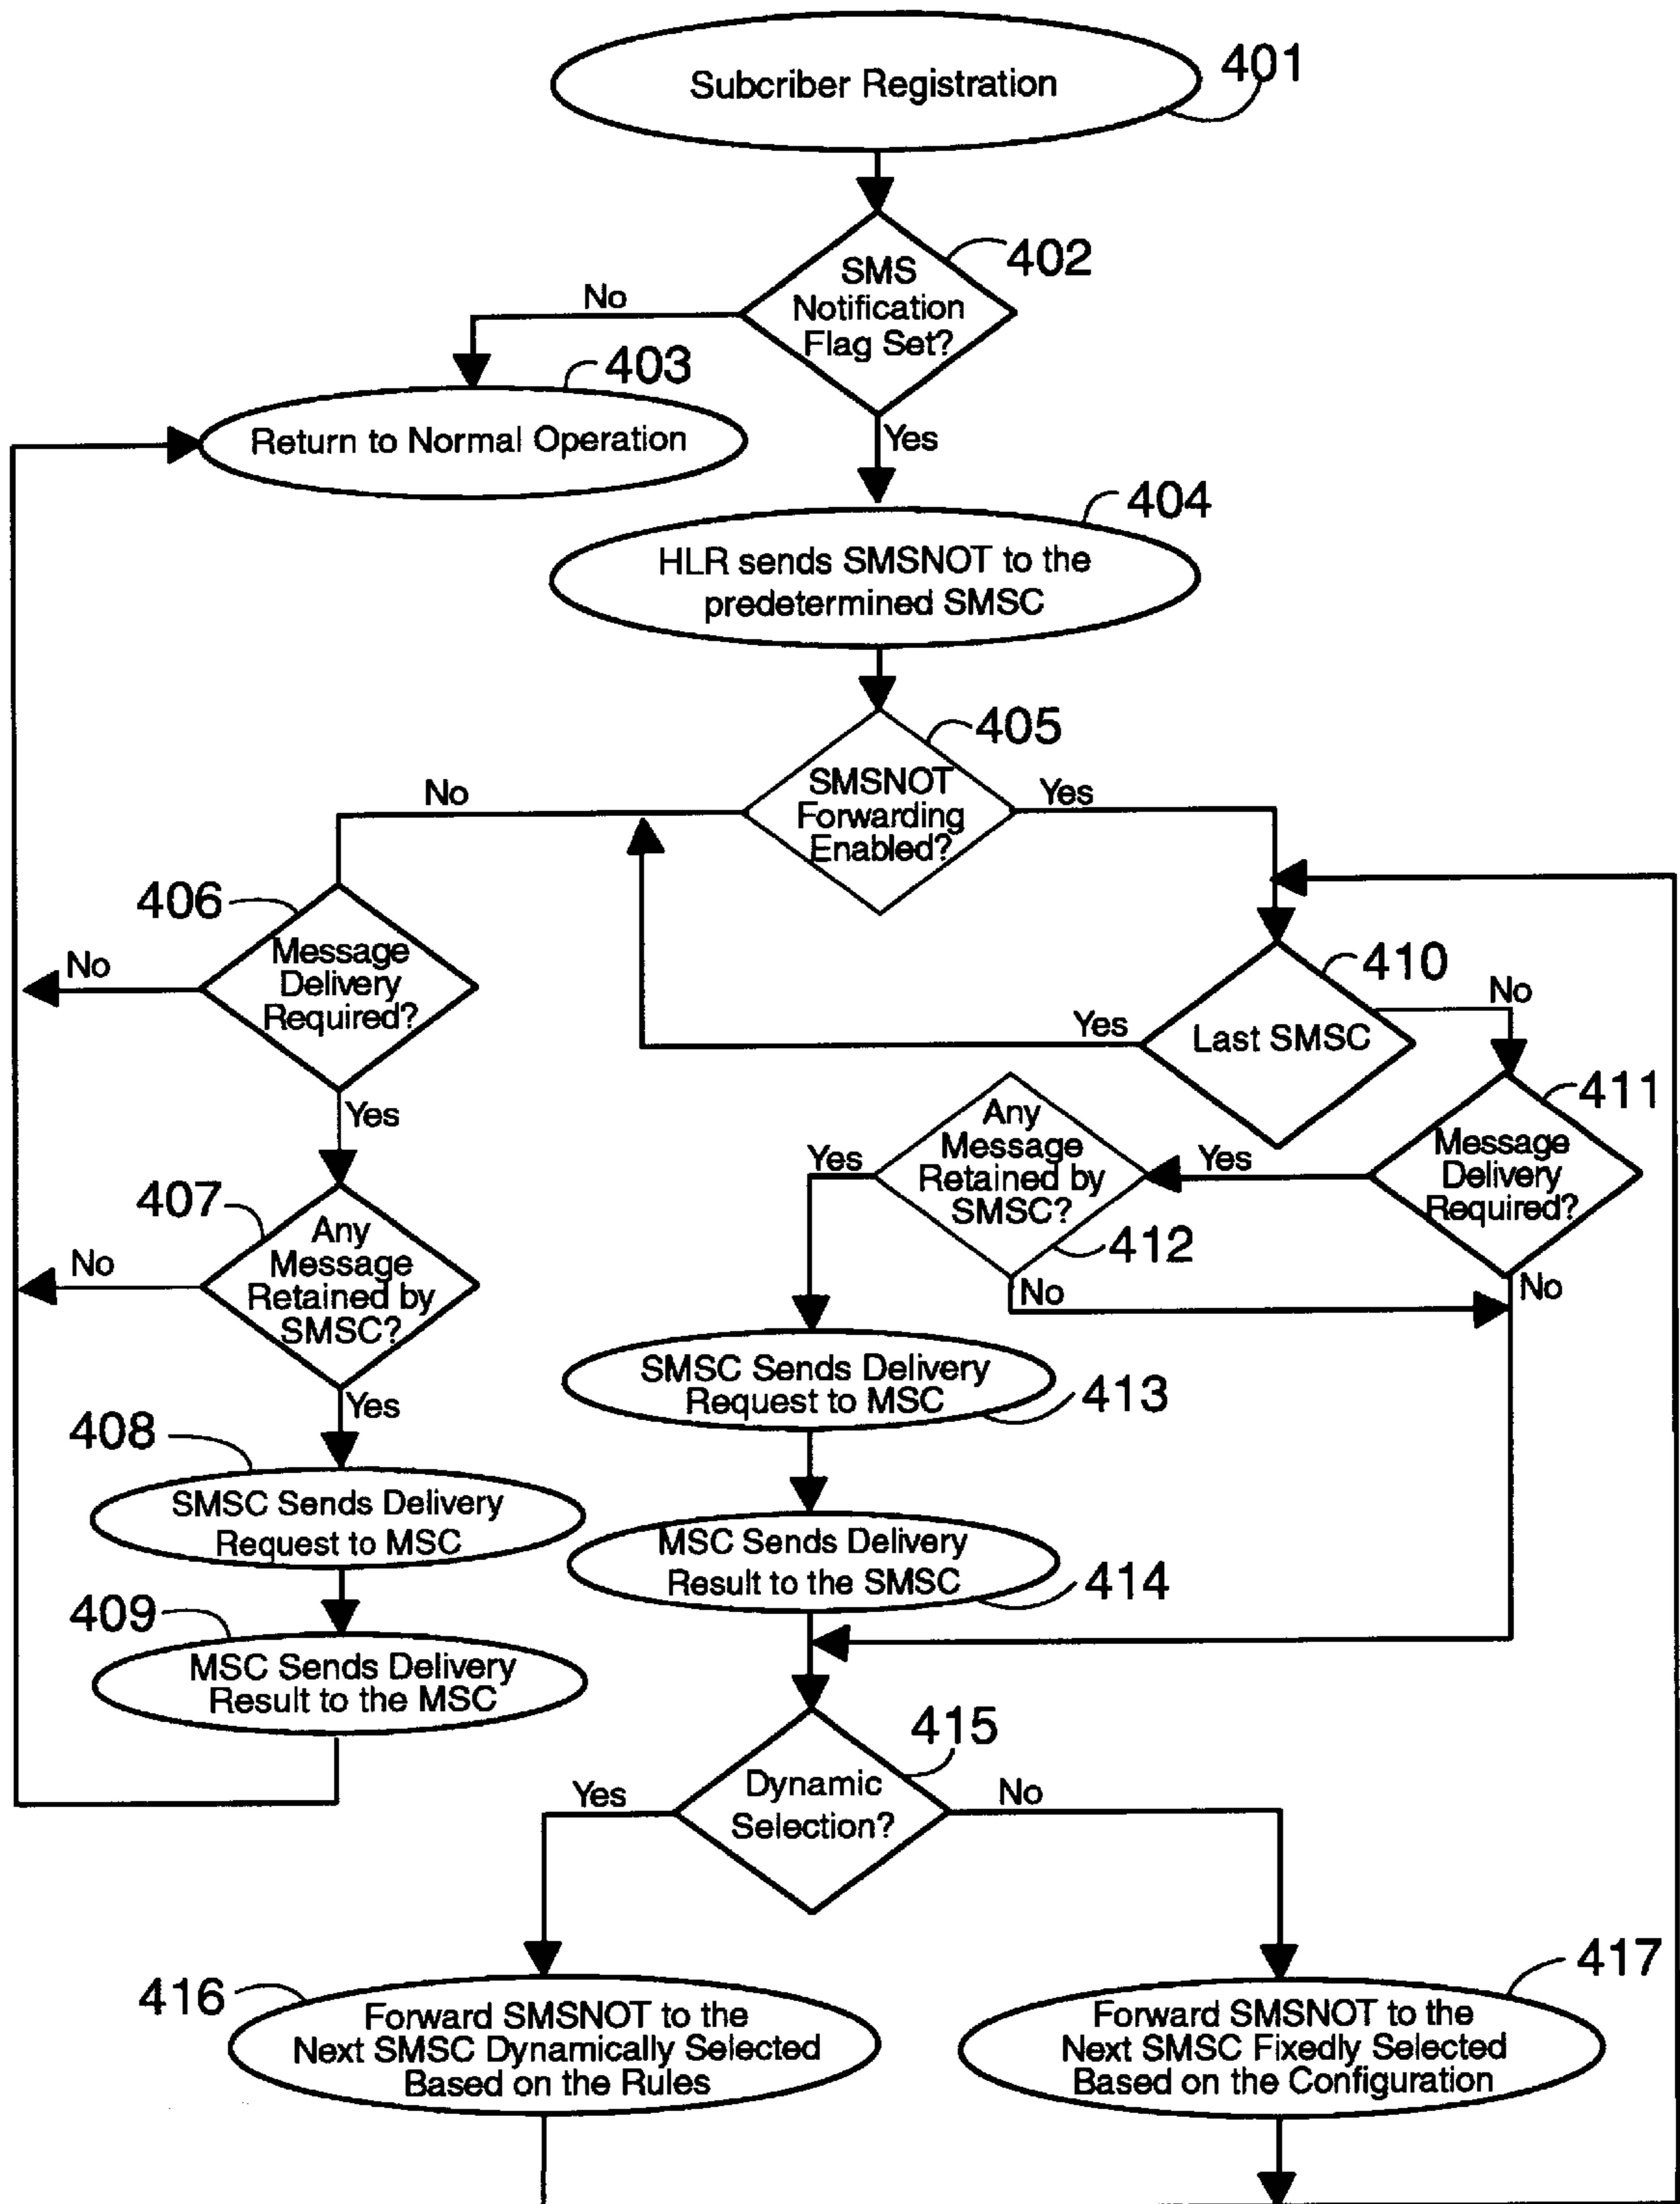 Subcriber Registration
401
SMS
Notification
Flag Set?
402
No
Yes
403
Return to Normal Operation
404
HLR sends SMSNOT to the
predetermined SMSC
405
SMSNOT
Forwarding
Enabled?
No
Yes
406
Message
Delivery
Required?
No
Yes
410
Last SMSC
Yes
No
411
Message
Delivery
Required?
Yes
No
Any
Message
Retained by
SMSC?
412
Yes
No
407
Any
Message
Retained by
SMSC?
No
Yes
SMSC Sends Delivery
Request to MSC
413
408
SMSC Sends Delivery
Request to MSC
MSC Sends Delivery
Result to the SMSC
414
409
MSC Sends Delivery
Result to the MSC
415
Dynamic
Selection?
Yes
No
416
Forward SMSNOT to the
Next SMSC Dynamically Selected
Based on the Rules
417
Forward SMSNOT to the
Next SMSC Fixedly Selected
Based on the Configuration